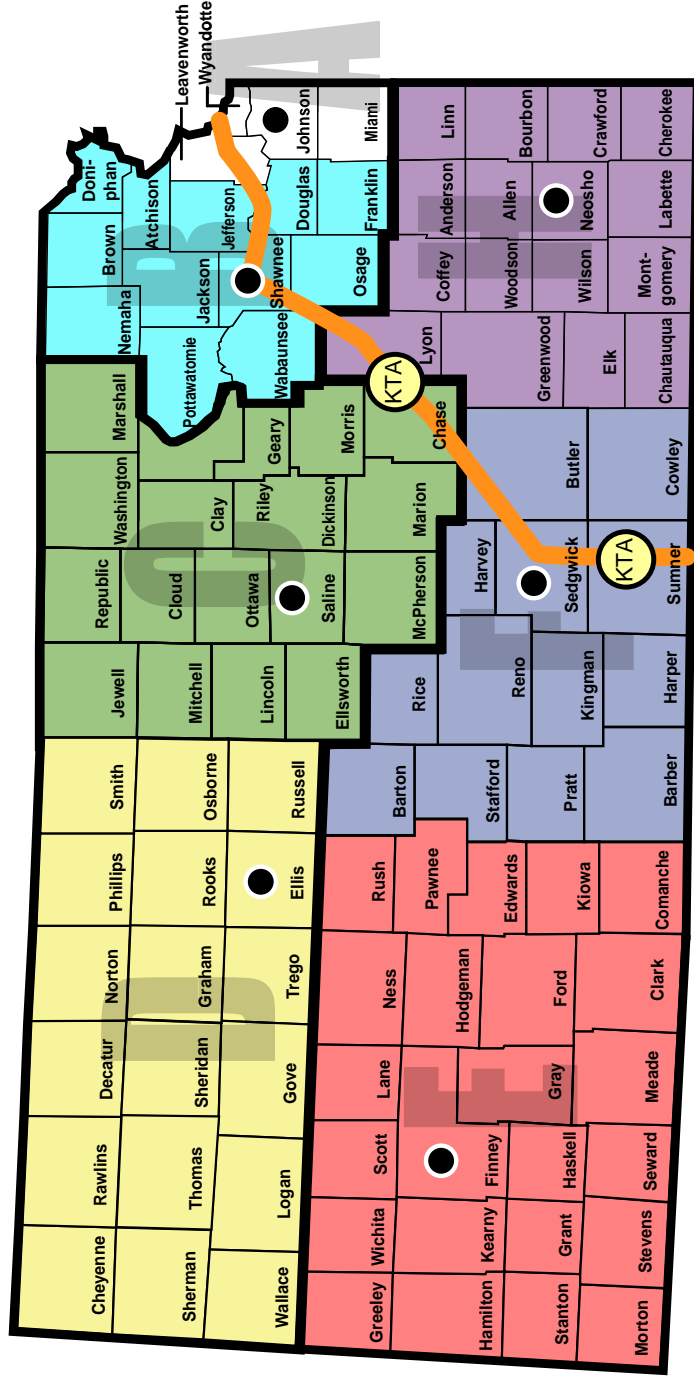 Cheyenne
Rawlins
Decatur
Norton
Phillips
Smith
Jewell
Republic
Washington
Marshall
Nemaha
Brown
Doni-
phan
Sherman
Thomas
Sheridan
Graham
Rooks
Osborne
Mitchell
Cloud
Clay
Riley
Pottawatomie
Jackson
Atchison
Jefferson
Leavenworth
Wyandotte
Wallace
Logan
Gove
Trego
Ellis
Russell
Lincoln
Ottawa
Ellsworth
Saline
Dickinson
Geary
Morris
Wabaunsee
Shawnee
Douglas
Johnson
Osage
Franklin
Miami
Greeley
Wichita
Scott
Lane
Ness
Rush
Barton
Rice
McPherson
Marion
Chase
Lyon
Coffey
Anderson
Linn
Hamilton
Kearny
Finney
Hodgeman
Pawnee
Stafford
Reno
Harvey
Butler
Greenwood
Woodson
Allen
Bourbon
Stanton
Grant
Haskell
Gray
Ford
Edwards
Kiowa
Pratt
Kingman
Sedgwick
Elk
Wilson
Neosho
Crawford
Morton
Stevens
Seward
Meade
Clark
Comanche
Barber
Harper
Sumner
Cowley
Chautauqua
Mont-
gomery
Labette
Cherokee
A
B
C
D
E
F
H
KTA
KTA